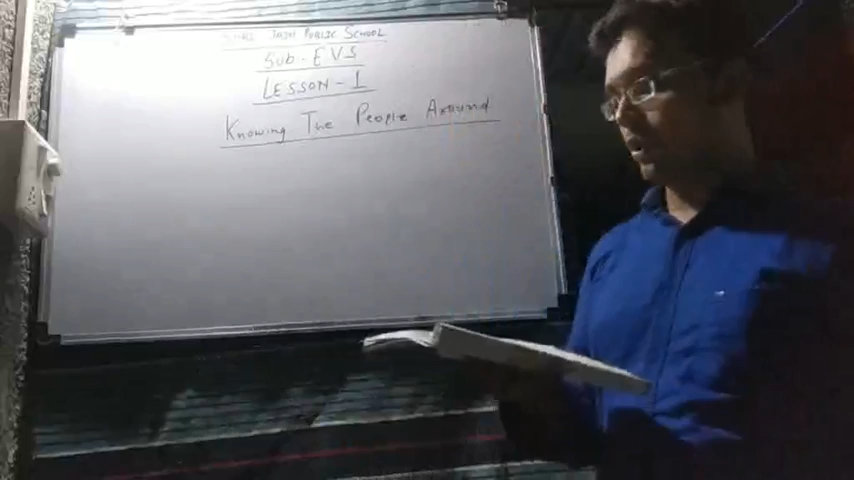 PUBLIC SCHOOL
Sub - EVS
LESSON - 1
Knowing The People Around